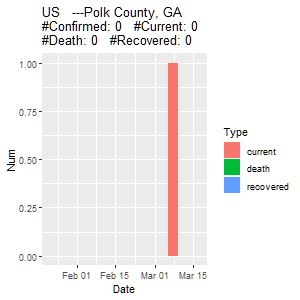 US   ---Polk County, GA
#Confirmed: 0   #Current: 0
#Death: 0   #Recovered: 0
1.00
0.75
0.50
0.25
0.00
Num
Feb 01
Feb 15
Mar 01
Mar 15
Date
Type
current
death
recovered